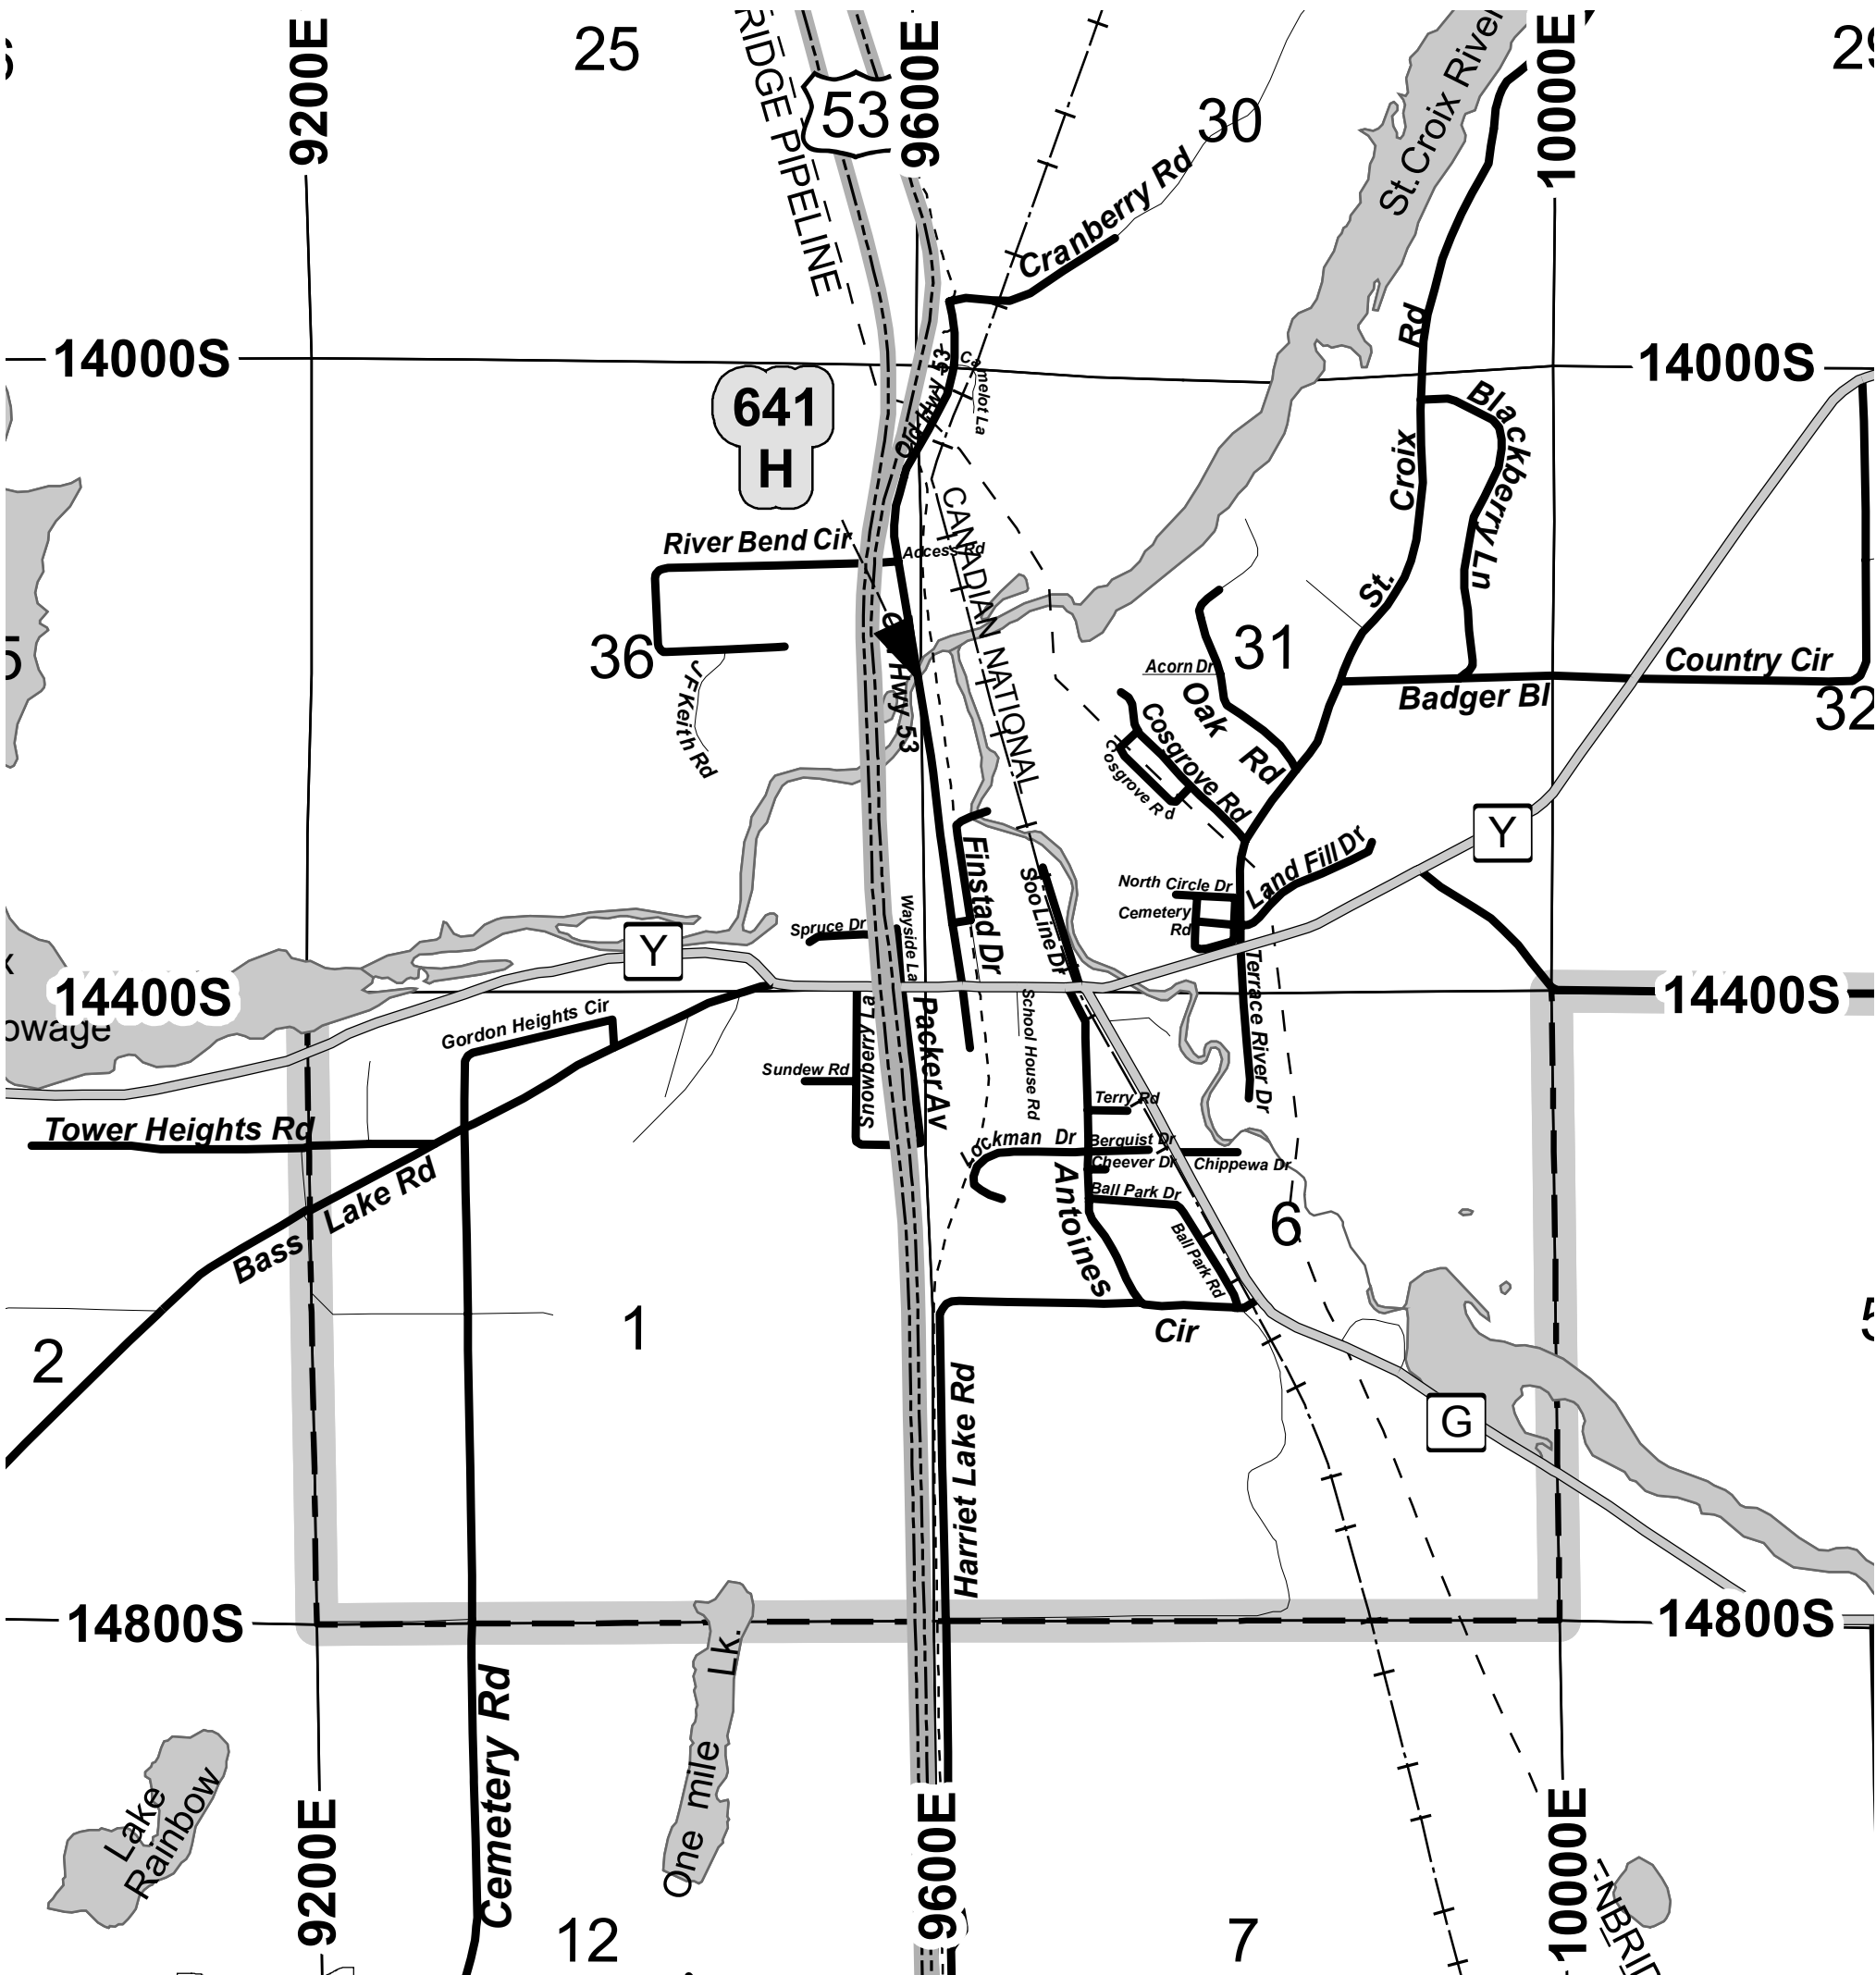 9200E
25
RIDGE PIPELINE
53
9600E
30
St. Croix River
10000E
29
Cranberry Rd
14000S
14000S
641
H
Old Hwy 53
Camelot La
St. Croix Rd
Blackberry Ln
River Bend Cir
Access Rd
CANADIAN NATIONAL
36
J F Keith Rd
Hwy 53
Acorn Dr
31
Oak Rd
Country Cir
Badger Bl
32
5
Cosgrove Rd
Cosgrove Rd
Y
Finstad Dr
Soo Line Dr
Land Fill Dr
North Circle Dr
Cemetery
Rd
Spruce Dr
Wayside La
Y
14400S
14400S
owage
Gordon Heights Cir
Snowberry La
Packer Av
School House Rd
Terrace River Dr
Sundew Rd
Terry Rd
Tower Heights Rd
Lockman Dr
Berquist Dr
Cheever Dr
Chippewa Dr
Bass Lake Rd
Antoines
Ball Park Dr
Ball Park Rd
6
2
1
Cir
5
Harriet Lake Rd
G
14800S
14800S
One mile Lk.
Cemetery Rd
Lake
Rainbow
9200E
9600E
10000E
12
7
NBRID